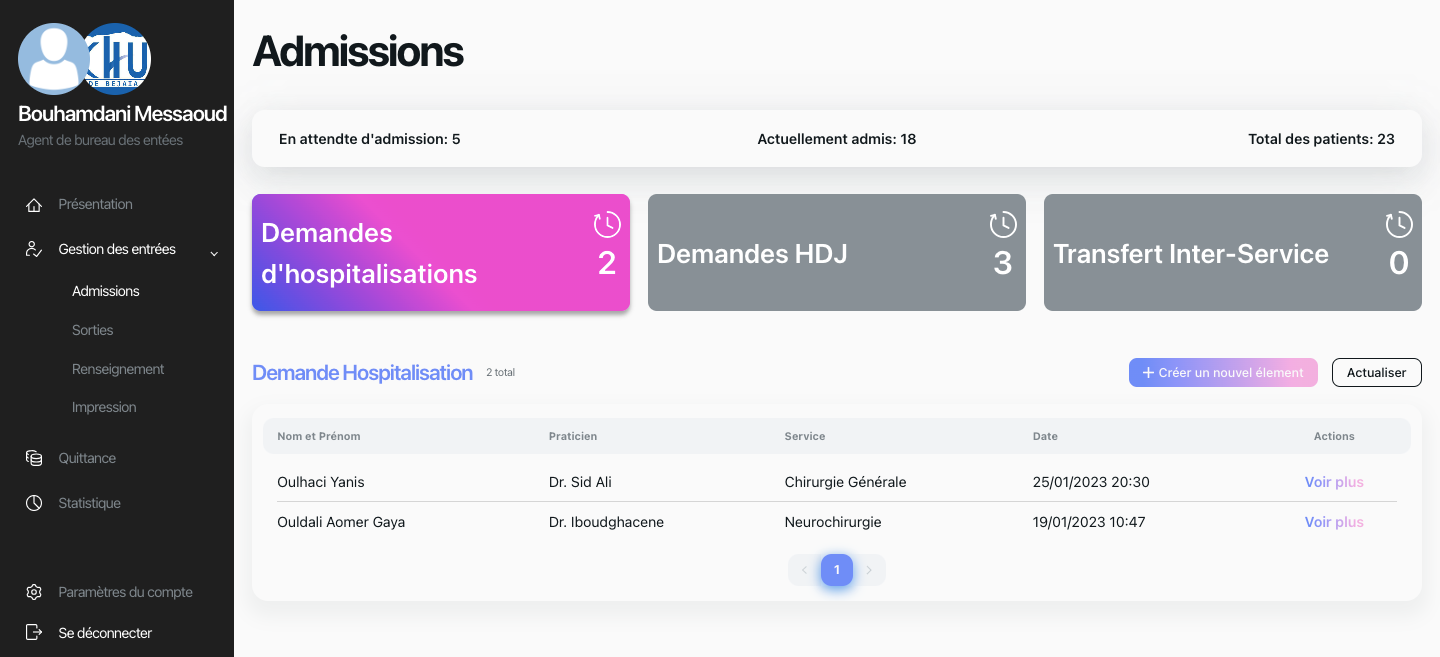 KHU
DE BEJAIA
Bouhamdani Messaoud
Agent de bureau des entées
Présentation
Gestion des entrées
Admissions
Sorties
Renseignement
Impression
Quittance
Statistique
Paramètres du compte
Se déconnecter
Admissions
En attendte d'admission: 5 Actuellement admis: 18 Total des patients: 23
Demandes
d'hospitalisations
2
Demandes HDJ
3
Transfert Inter-Service
0
Demande Hospitalisation 2 total
+ Créer un nouvel élement Actualiser
Nom et Prénom Praticien Service Date Actions
Oulhaci Yanis Dr. Sid Ali Chirurgie Générale 25/01/2023 20:30 Voir plus
Ouldali Aomer Gaya Dr. Iboudghacene Neurochirurgie 19/01/2023 10:47 Voir plus
< 1 >